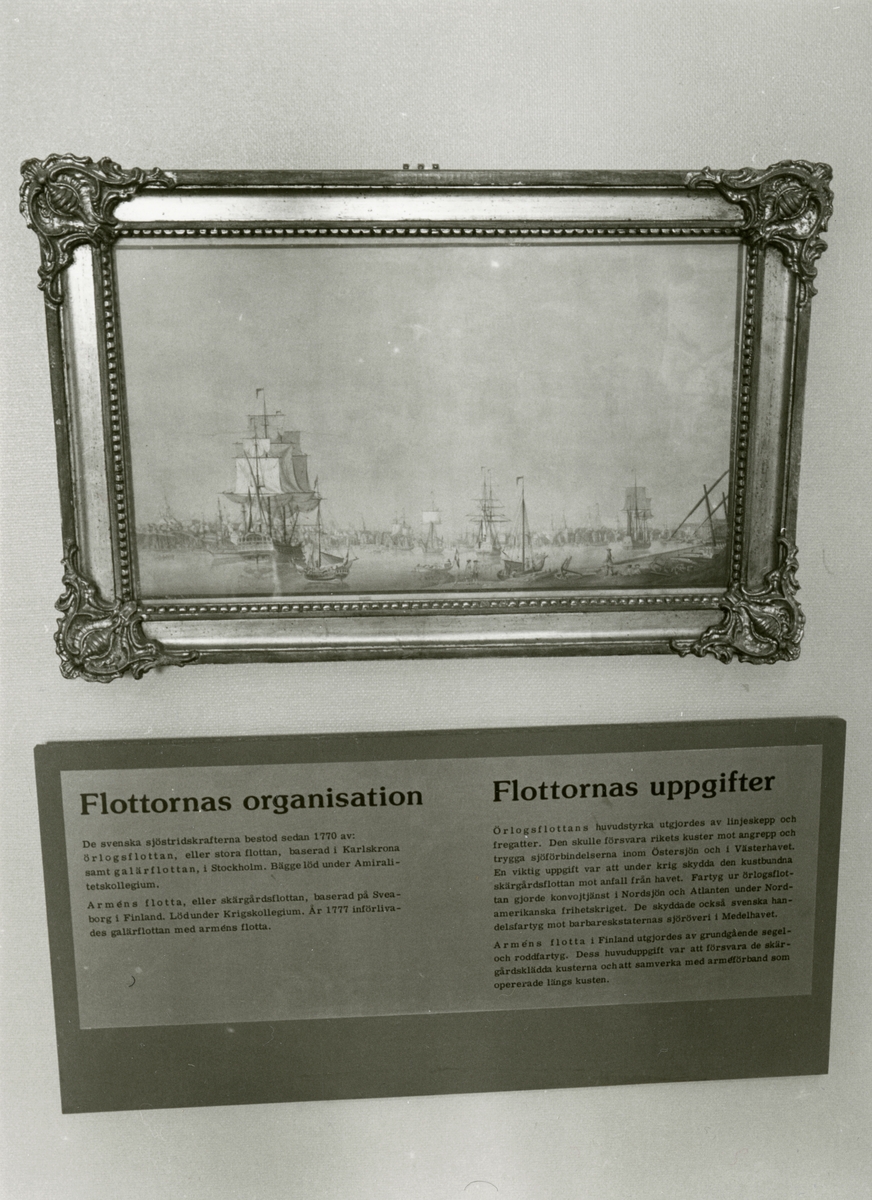 Flottornas organisation
De svenska sjöstridskrafterna bestod sedan 1770 av:
örlogsflottan, eller stora flottan, baserad i Karlskrona
samt galärflottan, i Stockholm. Bägge löd under Amirali-
tetskollegium.
Arméns flotta, eller skärgårdsflottan, baserad på Svea-
borg i Finland. Löd under Krigskollegium. År 1777 införliva-
des galärflottan med arméns flotta.
Flottornas uppgifter
Örlogsflottans huvudstyrka utgjordes av linjeskepp och
fregatter. Den skulle försvara rikets kuster mot angrepp och
trygga sjöförbindelserna inom Östersjön och i Västerhavet.
En viktig uppgift var att under krig skydda den kustbundna
skärgårdsflottan mot anfall från havet. Fartyg ur örlogsflot-
tan gjorde konvojtjänst i Nordsjön och Atlanten under Nord-
amerikanska frihetskriget. De skyddade också svenska han-
delsfartyg mot barbareskstaternas sjöröveri i Medelhavet.
Arméns flotta i Finland utgjordes av grundgående segel-
och roddfartyg. Dess huvuduppgift var att försvara de skär-
gårdsklädda kusterna och att samverka med arméförband som
opererade längs kusten.